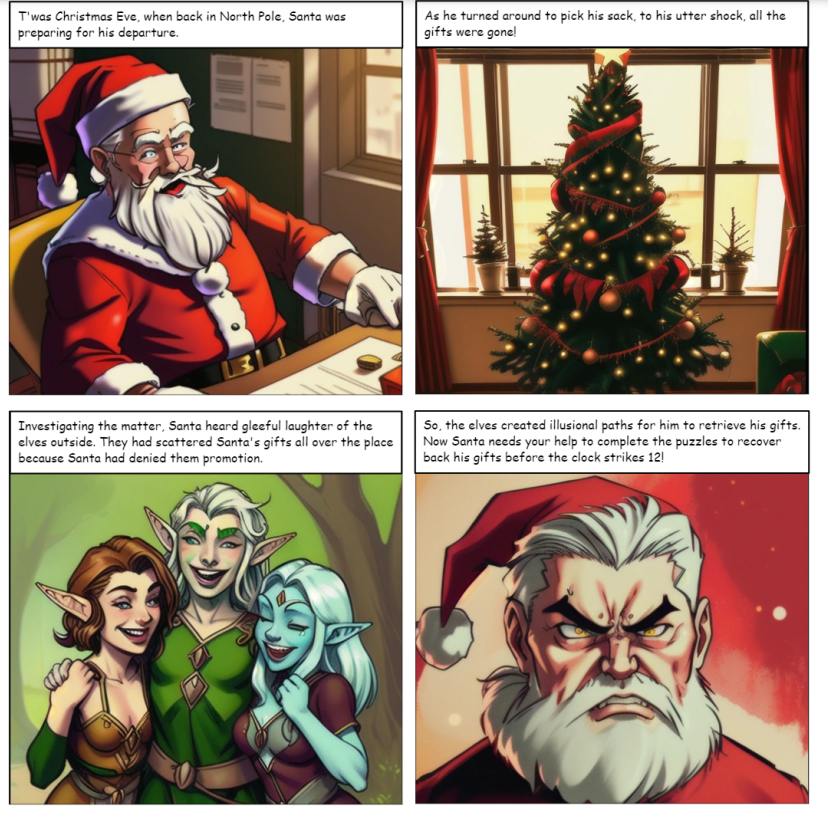 T'was Christmas Eve, when back in North Pole, Santa was
preparing for his departure.
As he turned around to pick his sack, to his utter shock, all the
gifts were gone!
Investigating the matter, Santa heard gleeful laughter of the
elves outside. They had scattered Santa's gifts all over the place
because Santa had denied them promotion.
So, the elves created illusional paths for him to retrieve his gifts.
Now Santa needs your help to complete the puzzles to recover
back his gifts before the clock strikes 12!